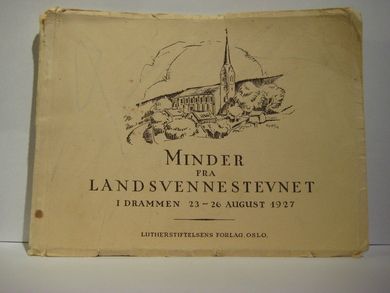 MINDER
FRA
LANDSVENNESTEVNET
I DRAMMEN 23-26 AUGUST 1927
LUTHERSTIFTELSENS FORLAG, OSLO.